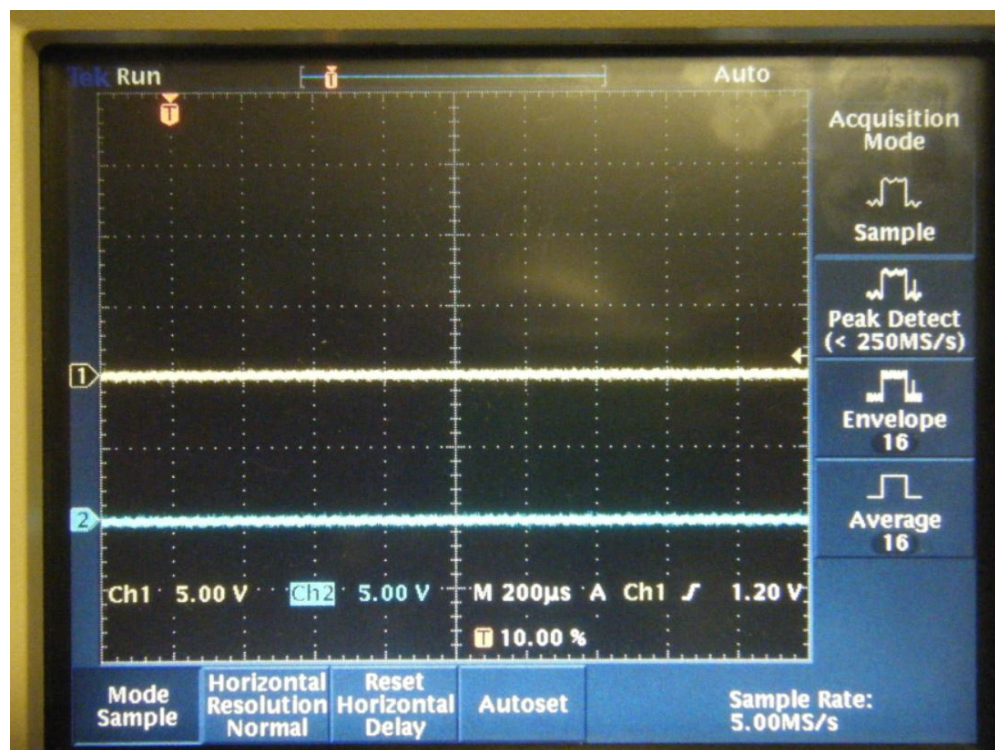 Tek Run
Auto
T
T
Acquisition
Mode
Sample
Peak Detect
(< 250MS/s)
Envelope
16
Average
16
1
2
Ch1 5.00 V Ch2 5.00 V M 200µs A Ch1 1.20 V
T 10.00 %
Mode
Sample
Horizontal
Resolution
Normal
Reset
Horizontal
Delay
Autoset
Sample Rate:
5.00MS/s